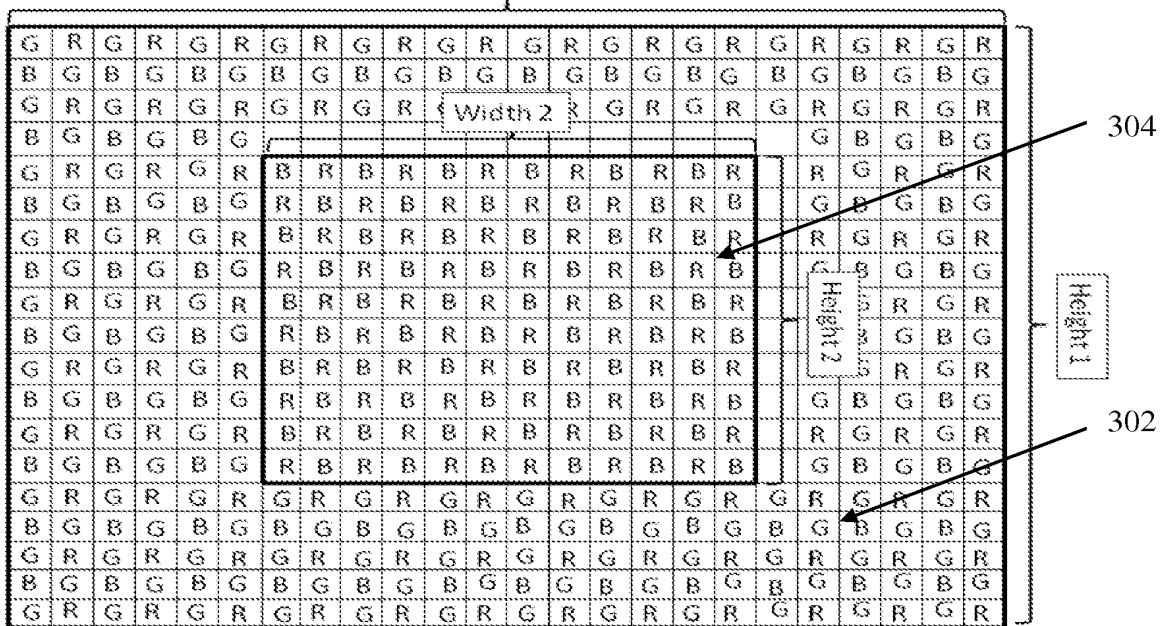 G R G R G R G R G R G R G R G R G R G R G R G R
B G B G B G B G B G B G B G B G B G B G B G B G
G R G R G R G R G R Width 2 G R G R G R G R G R
B G B G B G G B G B G 304
G R G R G R B R B R B R B R B R B R R G R G R
B G B G B G R B R B R B R B R B R B G B G B G
G R G R G R B R B R B R B R B R B R R G R G R
B G B G B G R B R B R B R B R B R B G B G B G
G R G R G R B R B R B R B R B R B R R G R
B G B G B G R B R B R B R B R B R B Height 2 G B G Height 1
G R G R G R B R B R B R B R B R B R R G R
B G B G B G R B R B R B R B R B R B G B G B G
G R G R G R B R B R B R B R B R B R R G R G R 302
B G B G B G R B R B R B R B R B R B G B G B G
G R G R G R G R G R G R G R G R G R G R G R G R
B G B G B G B G B G B G B G B G B G B G B G B G
G R G R G R G R G R G R G R G R G R G R G R G R
B G B G B G B G B G B G B G B G B G B G B G B G
G R G R G R G R G R G R G R G R G R G R G R G R